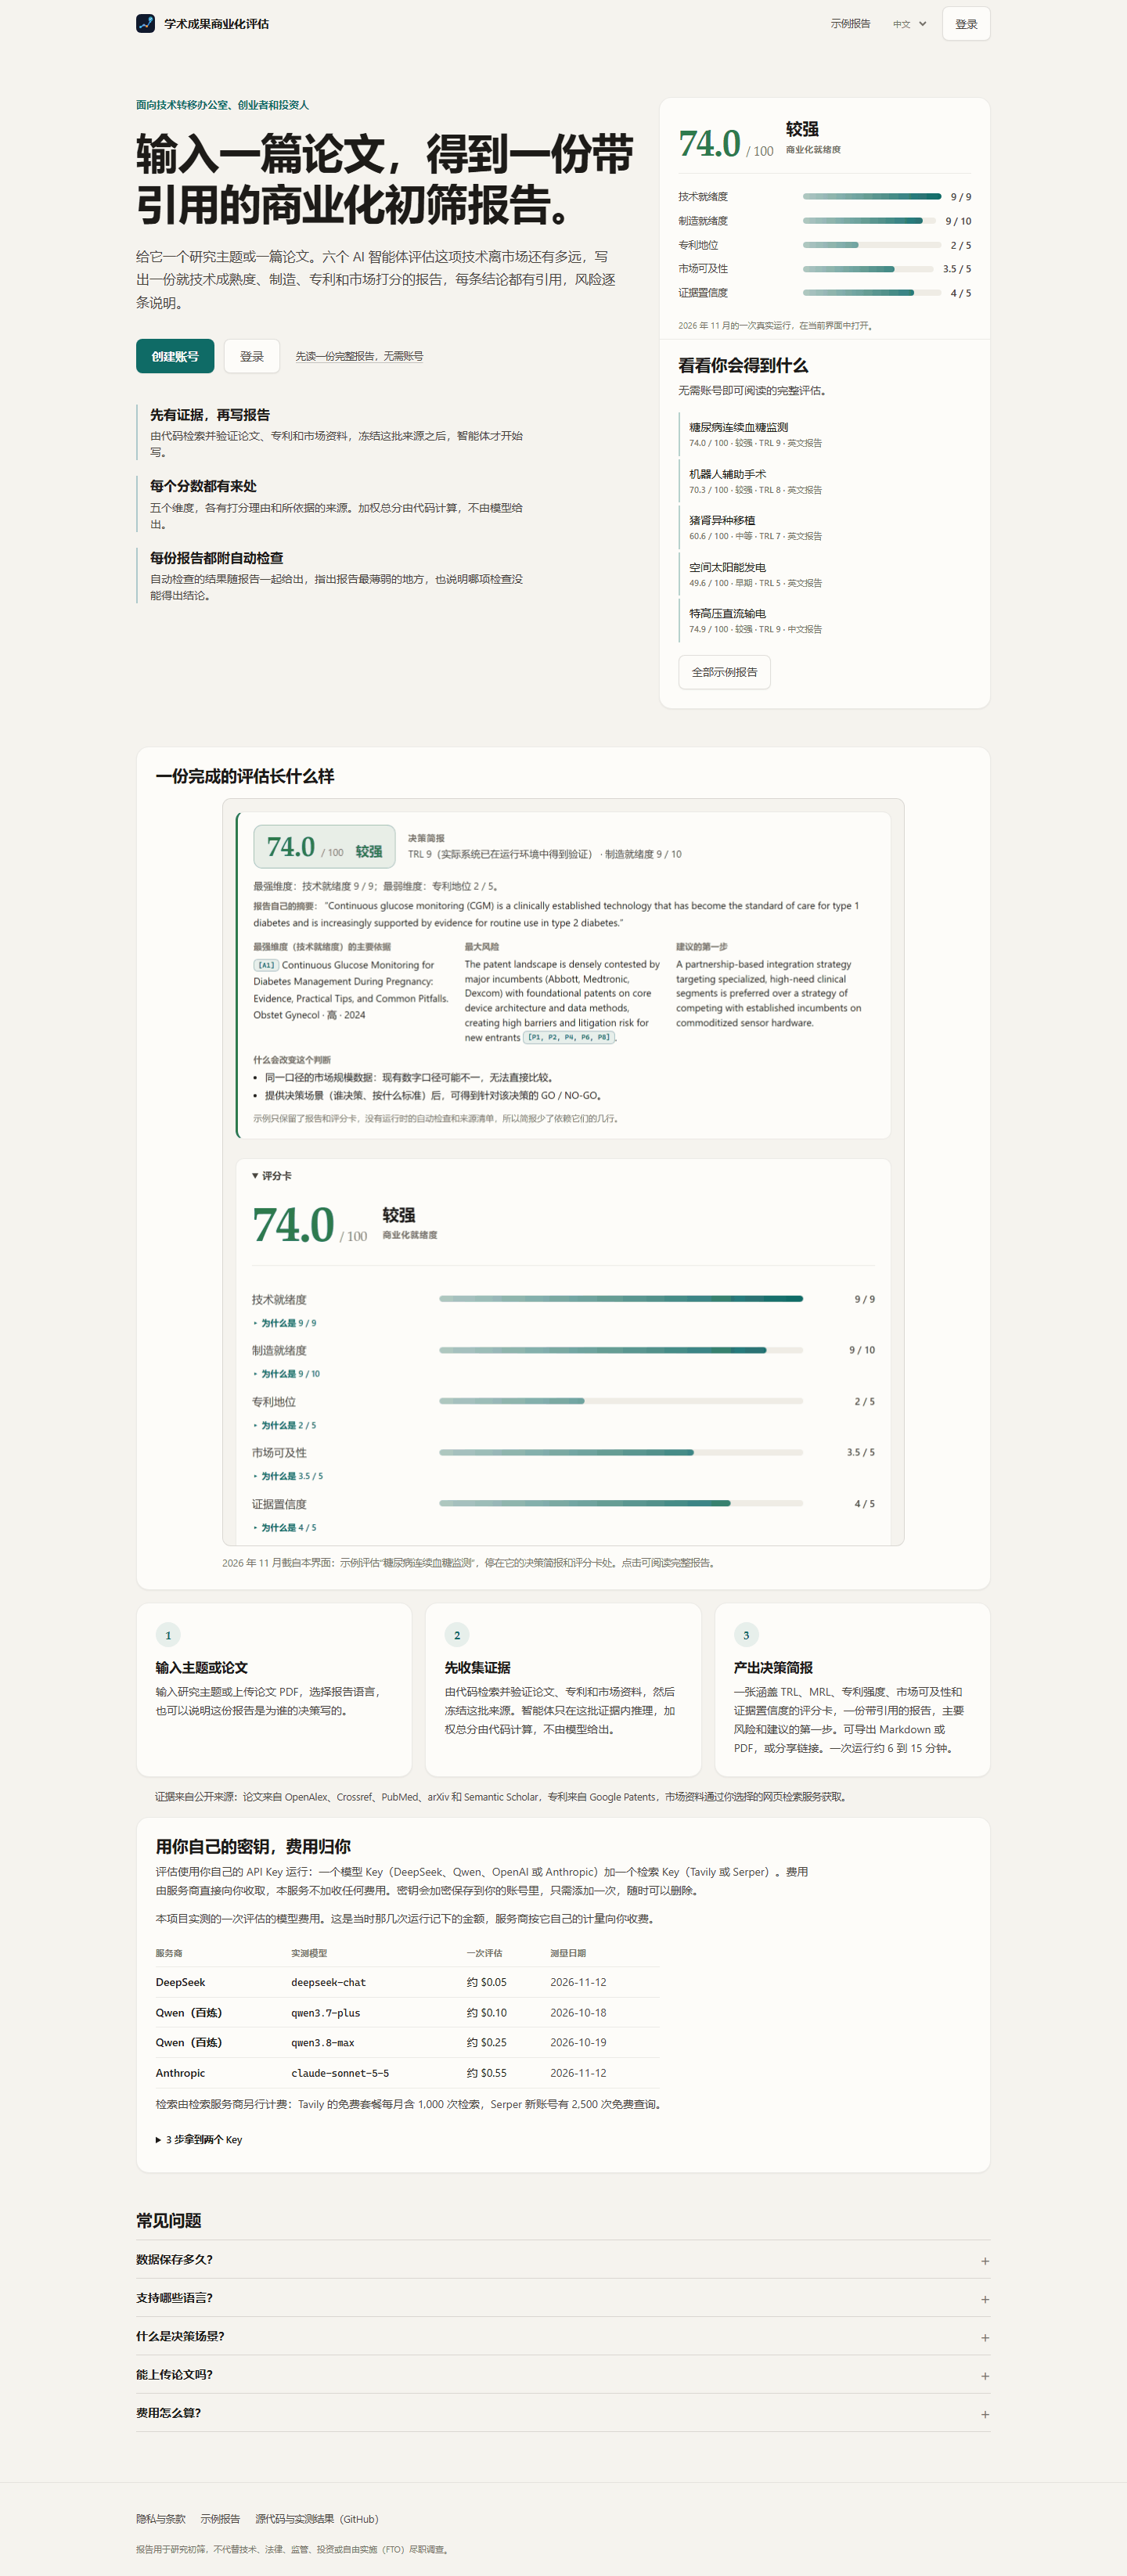 学术成果商业化评估
示例报告
中文
登录
面向技术转移办公室、创业者和投资人
输入一篇论文，得到一份带
引用的商业化初筛报告。
给它一个研究主题或一篇论文。六个 AI 智能体评估这项技术离市场还有多远，写
出一份就技术成熟度、制造、专利和市场打分的报告，每条结论都有引用，风险逐
条说明。
创建账号
登录
先读一份完整报告，无需账号
先有证据，再写报告
由代码检索并验证论文、专利和市场资料，冻结这批来源之后，智能体才开始
写。
每个分数都有来处
五个维度，各有打分理由和所依据的来源。加权总分由代码计算，不由模型给
出。
每份报告都附自动检查
自动检查的结果随报告一起给出，指出报告最薄弱的地方，也说明哪项检查没
能得出结论。
74.0 / 100
较强
商业化就绪度
技术就绪度 9 / 9
制造就绪度 9 / 10
专利地位 2 / 5
市场可及性 3.5 / 5
证据置信度 4 / 5
2026 年 11 月的一次真实运行，在当前界面中打开。
看看你会得到什么
无需账号即可阅读的完整评估。
糖尿病连续血糖监测
74.0 / 100 · 较强 · TRL 9 · 英文报告
机器人辅助手术
70.3 / 100 · 较强 · TRL 8 · 英文报告
猪肾异种移植
60.6 / 100 · 中等 · TRL 7 · 英文报告
空间太阳能发电
49.6 / 100 · 早期 · TRL 5 · 英文报告
特高压直流输电
74.9 / 100 · 较强 · TRL 9 · 中文报告
全部示例报告
一份完成的评估长什么样
74.0 / 100 较强
决策简报
TRL 9（实际系统已在运行环境中得到验证） · 制造就绪度 9 / 10
最强维度：技术就绪度 9 / 9；最弱维度：专利地位 2 / 5。
报告自己的摘要： "Continuous glucose monitoring (CGM) is a clinically established technology that has become the standard of care for type 1
diabetes and is increasingly supported by evidence for routine use in type 2 diabetes."
最强维度（技术就绪度）的主要依据
[A1] Continuous Glucose Monitoring for
Diabetes Management During Pregnancy:
Evidence, Practical Tips, and Common Pitfalls.
Obstet Gynecol · 高 · 2024
最大风险
The patent landscape is densely contested by
major incumbents (Abbott, Medtronic,
Dexcom) with foundational patents on core
device architecture and data methods,
creating high barriers and litigation risk for
new entrants [P1, P2, P4, P6, P8].
建议的第一步
A partnership-based integration strategy
targeting specialized, high-need clinical
segments is preferred over a strategy of
competing with established incumbents on
commoditized sensor hardware.
什么会改变这个判断
• 同一口径的市场规模数据：现有数字口径可能不一，无法直接比较。
• 提供决策场景（谁决策、按什么标准）后，可得到针对该决策的 GO / NO-GO。
示例只保留了报告和评分卡，没有运行时的自动检查和来源清单，所以简报少了依赖它们的几行。
▼ 评分卡
74.0 / 100
较强
商业化就绪度
技术就绪度 9 / 9
▸ 为什么是 9 / 9
制造就绪度 9 / 10
▸ 为什么是 9 / 10
专利地位 2 / 5
▸ 为什么是 2 / 5
市场可及性 3.5 / 5
▸ 为什么是 3.5 / 5
证据置信度 4 / 5
▸ 为什么是 4 / 5
2026 年 11 月截自本界面：示例评估“糖尿病连续血糖监测”，停在它的决策简报和评分卡处。点击可阅读完整报告。
1
输入主题或论文
输入研究主题或上传论文 PDF，选择报告语言，
也可以说明这份报告是为谁的决策写的。
2
先收集证据
由代码检索并验证论文、专利和市场资料，然后
冻结这批来源。智能体只在这批证据内推理，加
权总分由代码计算，不由模型给出。
3
产出决策简报
一张涵盖 TRL、MRL、专利强度、市场可及性和
证据置信度的评分卡，一份带引用的报告，主要
风险和建议的第一步。可导出 Markdown 或
PDF，或分享链接。一次运行约 6 到 15 分钟。
证据来自公开来源：论文来自 OpenAlex、Crossref、PubMed、arXiv 和 Semantic Scholar，专利来自 Google Patents，市场资料通过你选择的网页检索服务获取。
用你自己的密钥，费用归你
评估使用你自己的 API Key 运行：一个模型 Key（DeepSeek、Qwen、OpenAI 或 Anthropic）加一个检索 Key（Tavily 或 Serper）。费用
由服务商直接向你收取，本服务不加收任何费用。密钥会加密保存到你的账号里，只需添加一次，随时可以删除。
本项目实测的一次评估的模型费用。这是当时那几次运行记下的金额，服务商按它自己的计量向你收费。
服务商 实测模型 一次评估 测量日期
DeepSeek deepseek-chat 约 $0.05 2026-11-12
Qwen（百炼） qwen3.7-plus 约 $0.10 2026-10-18
Qwen（百炼） qwen3.8-max 约 $0.25 2026-10-19
Anthropic claude-sonnet-5-5 约 $0.55 2026-11-12
检索由检索服务商另行计费：Tavily 的免费套餐每月含 1,000 次检索，Serper 新账号有 2,500 次免费查询。
▶ 3 步拿到两个 Key
常见问题
数据保存多久？ +
支持哪些语言？ +
什么是决策场景？ +
能上传论文吗？ +
费用怎么算？ +
隐私与条款 示例报告 源代码与实测结果（GitHub）
报告用于研究初筛，不代替技术、法律、监管、投资或自由实施（FTO）尽职调查。